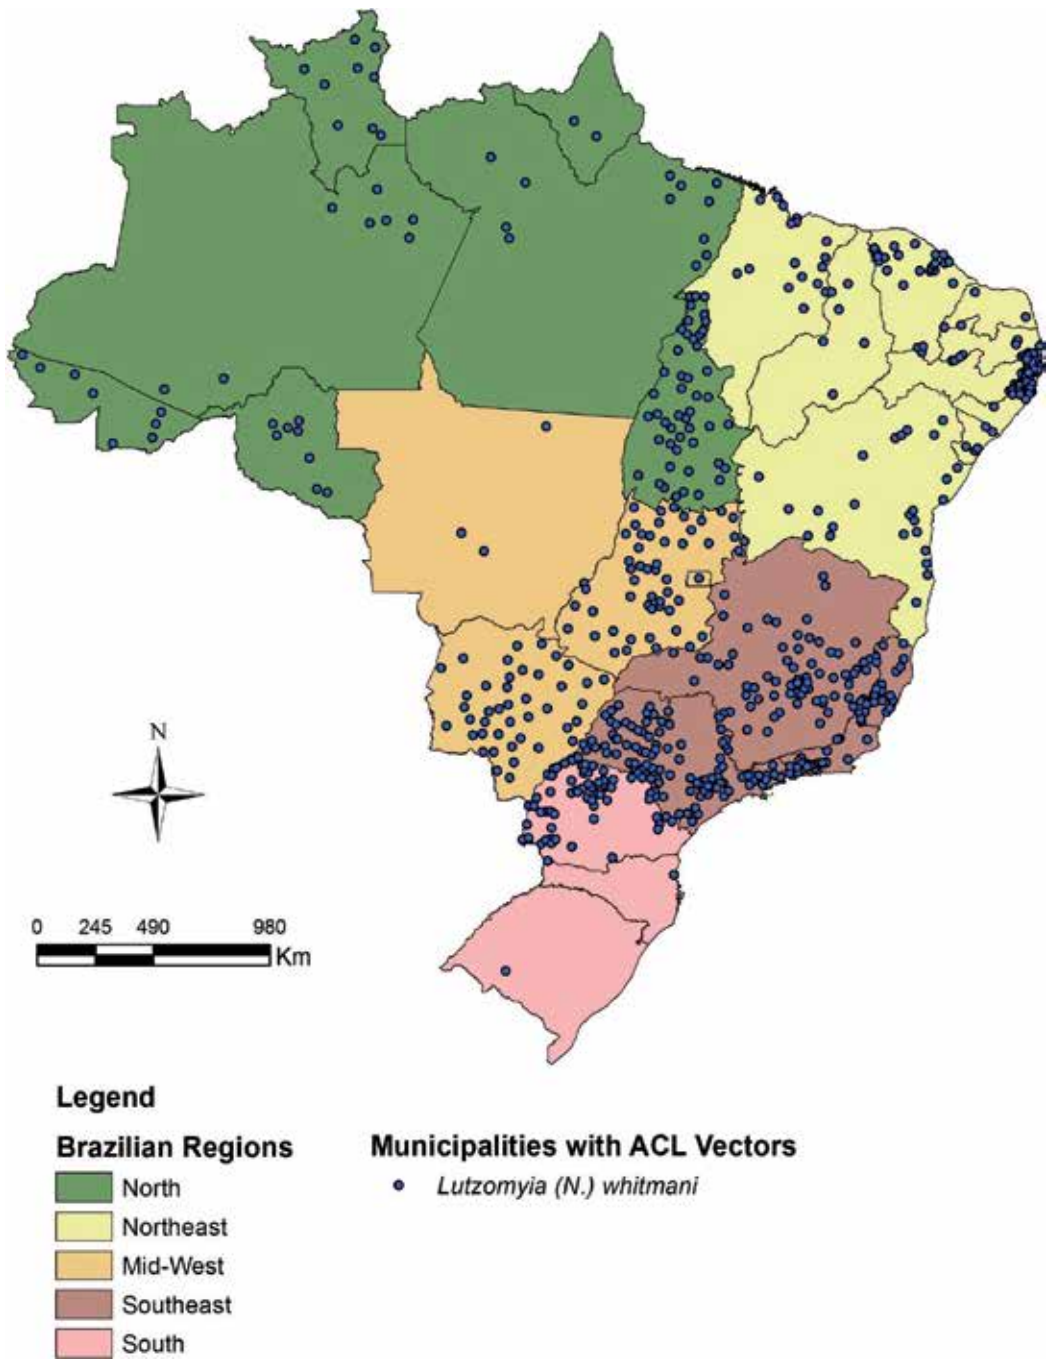 N
0 245 490 980
Km
Legend
Brazilian Regions
North
Northeast
Mid-West
Southeast
South
Municipalities with ACL Vectors
Lutzomyia (N.) whitmani